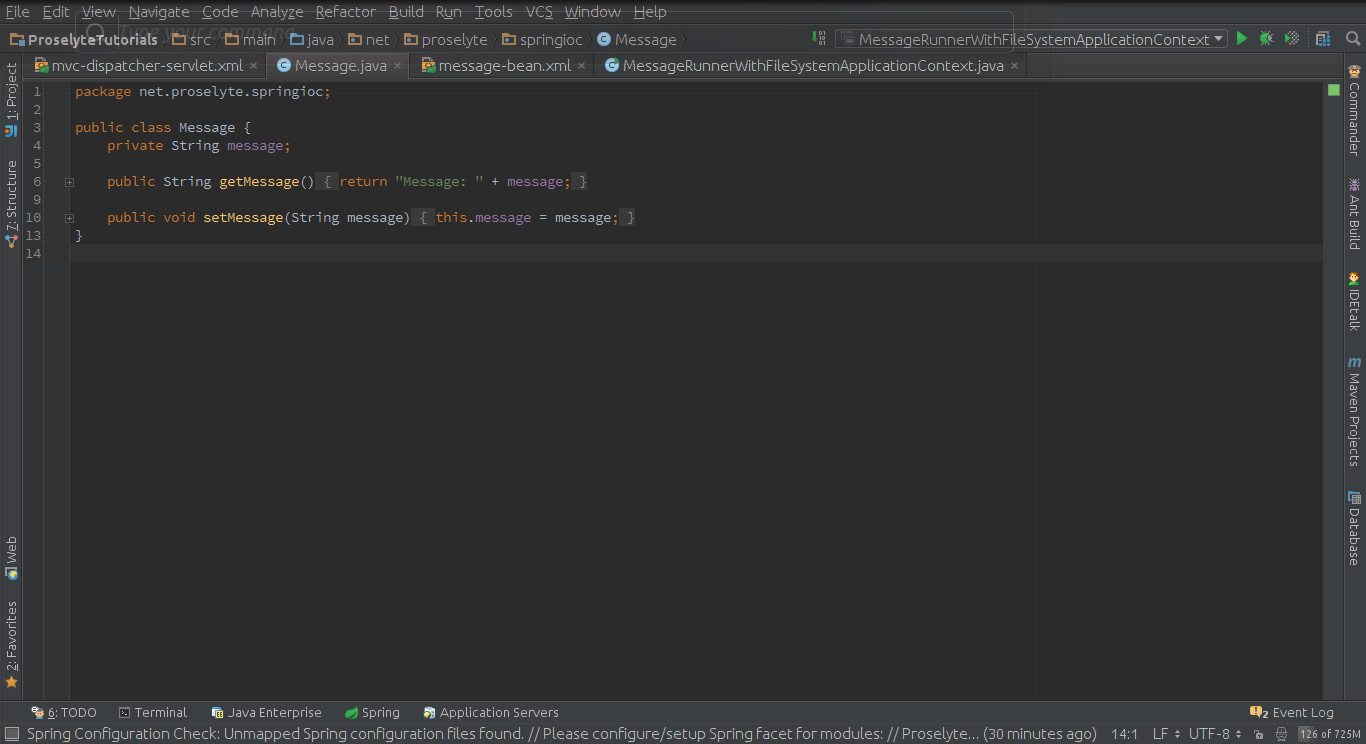 File Edit View Navigate Code Analyze Refactor Build Run Tools VCS Window Help
Type your command
ProselyteTutorials src main java net proselyte springioc Message MessageRunnerWithFileSystemApplicationContext
mvc-dispatcher-servlet.xml Message.java message-bean.xml MessageRunnerWithFileSystemApplicationContext.java
1: Project
7: Structure
Web
2: Favorites
1 package net.proselyte.springioc;
2
3 public class Message {
4 private String message;
5
6 public String getMessage() { return "Message: " + message; }
9
10 public void setMessage(String message) { this.message = message; }
13 }
14
Commander
Ant Build
IDEtalk
m Maven Projects
Database
6: TODO Terminal Java Enterprise Spring Application Servers 2 Event Log
Spring Configuration Check: Unmapped Spring configuration files found. // Please configure/setup Spring facet for modules: // Proselyte... (30 minutes ago) 14:1 LF UTF-8 126 of 725M